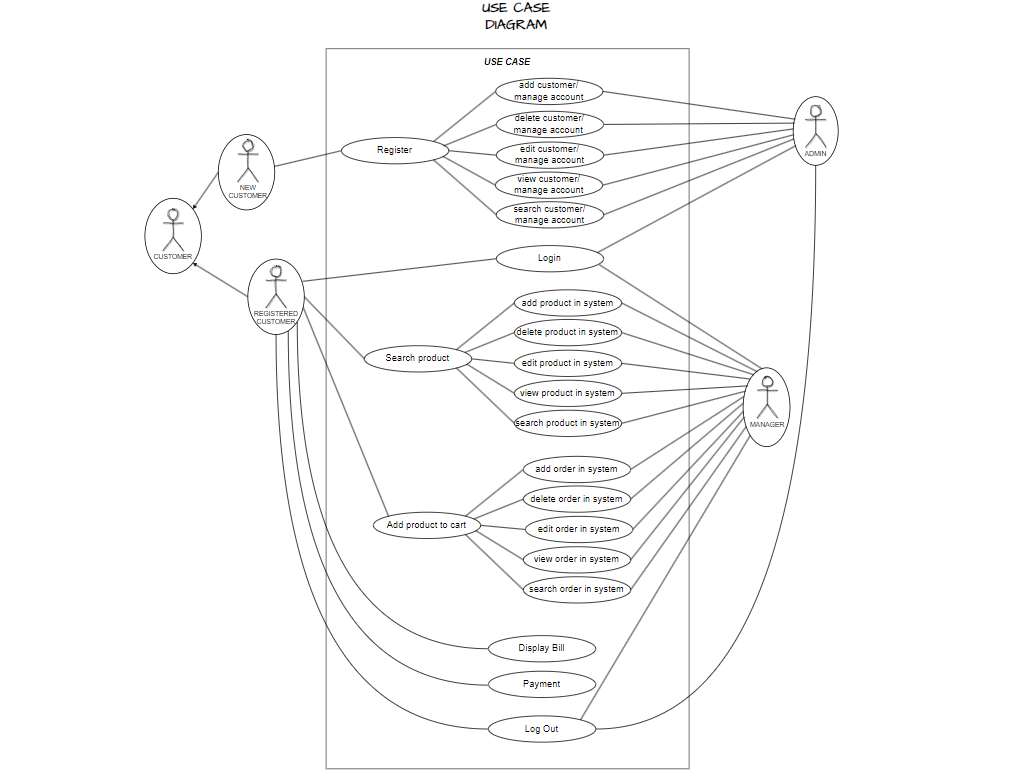 USE CASE
DIAGRAM
USE CASE
add customer/
manage account
delete customer/
manage account
Register
edit customer/
manage account
view customer/
manage account
search customer/
manage account
ADMIN
NEW
CUSTOMER
CUSTOMER
Login
REGISTERED
CUSTOMER
add product in system
delete product in system
Search product
edit product in system
view product in system
search product in system
MANAGER
add order in system
delete order in system
Add product to cart
edit order in system
view order in system
search order in system
Display Bill
Payment
Log Out